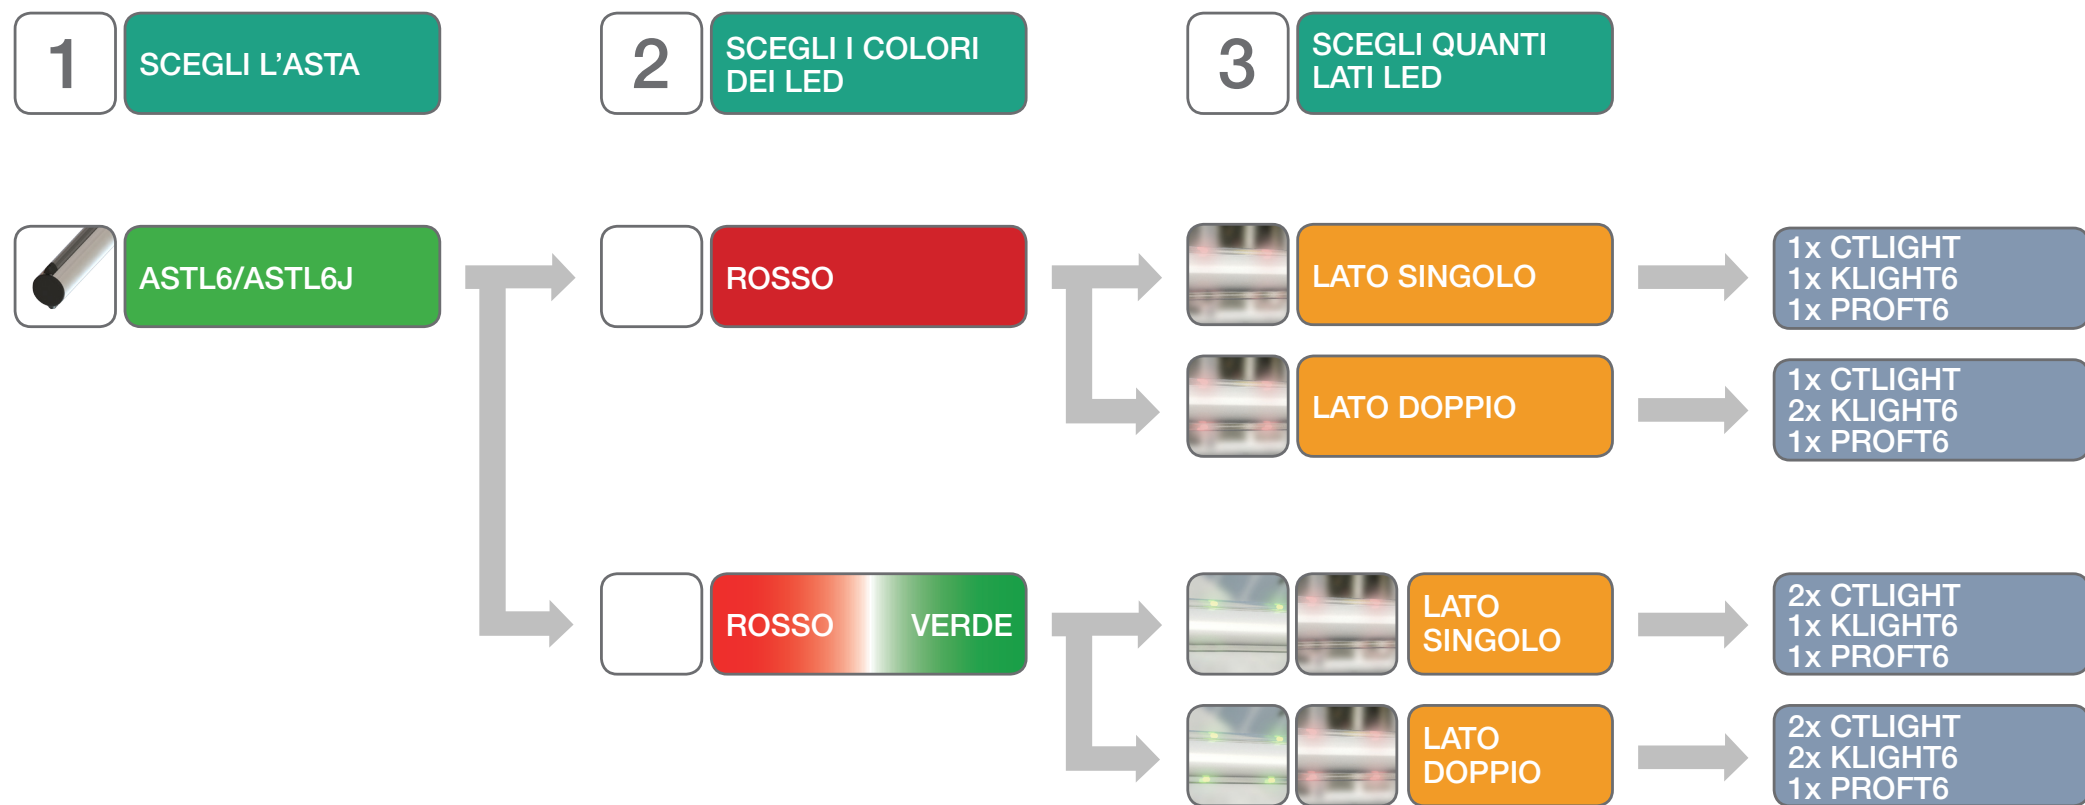 1
SCEGLI L'ASTA
2
SCEGLI I COLORI
DEI LED
3
SCEGLI QUANTI
LATI LED
ASTL6/ASTL6J
ROSSO
LATO SINGOLO
1x CTLIGHT
1x KLIGHT6
1x PROFT6
LATO DOPPIO
1x CTLIGHT
2x KLIGHT6
1x PROFT6
ROSSO VERDE
LATO
SINGOLO
2x CTLIGHT
1x KLIGHT6
1x PROFT6
LATO
DOPPIO
2x CTLIGHT
2x KLIGHT6
1x PROFT6